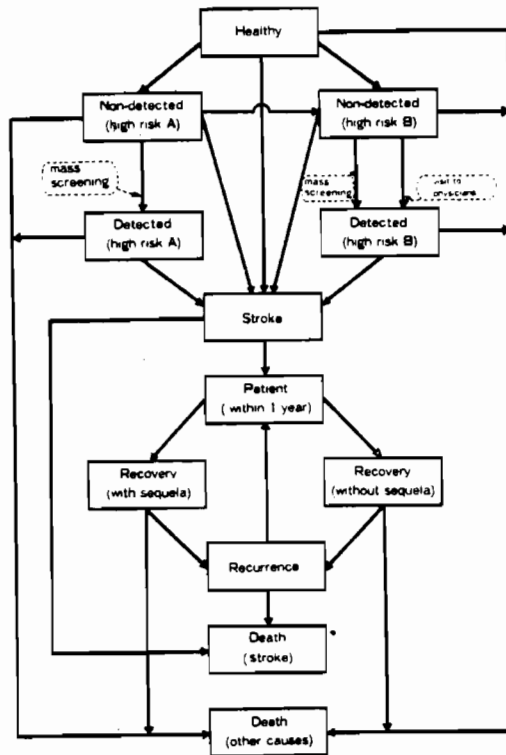 Healthy
Non-detected
(high risk A)
Non-detected
(high risk B)
mass
screening
mass
screening
visit to
physicians
Detected
(high risk A)
Detected
(high risk B)
Stroke
Patient
(within 1 year)
Recovery
(with sequela)
Recovery
(without sequela)
Recurrence
Death
(stroke)
Death
(other causes)